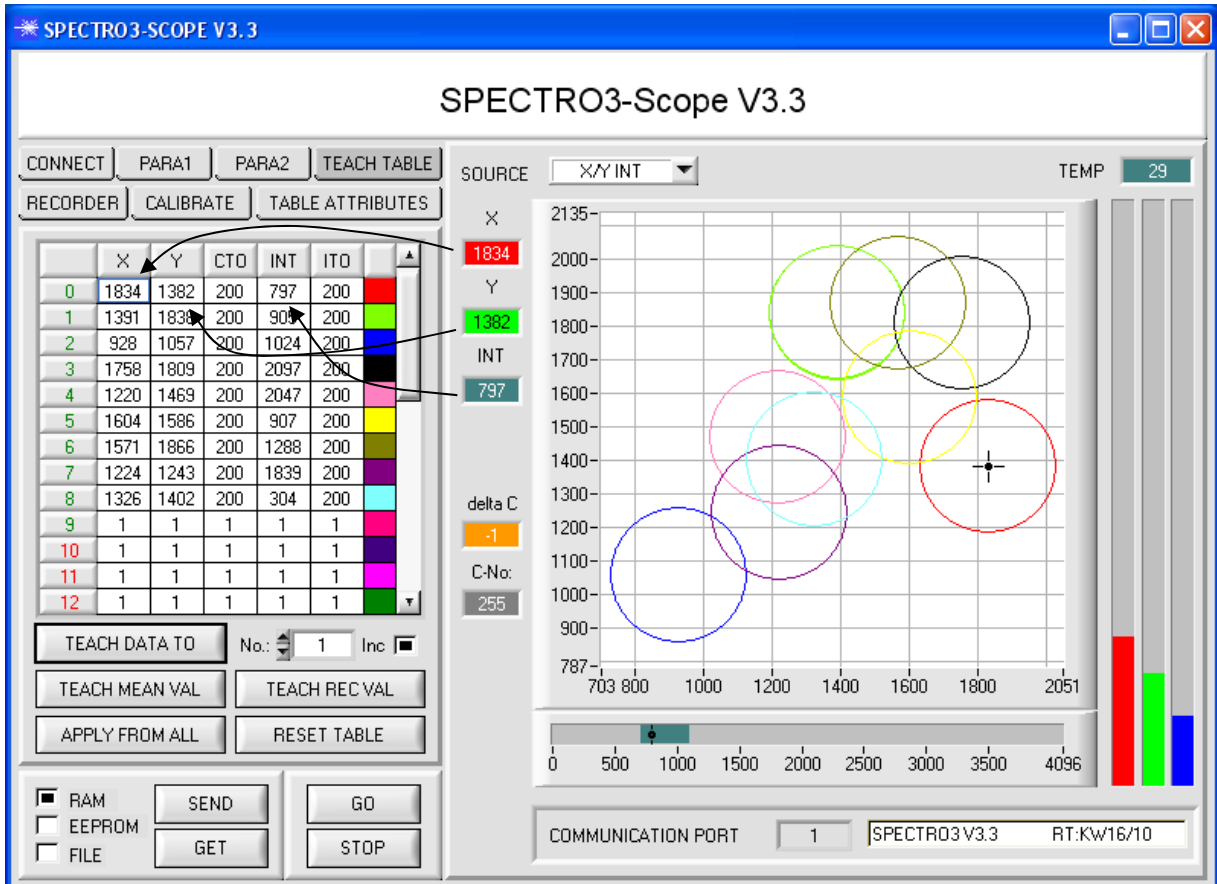 SPECTRO3-SCOPE V3.3
SPECTRO3-Scope V3.3
CONNECT PARA1 PARA2 TEACH TABLE
RECORDER CALIBRATE TABLE ATTRIBUTES
X Y CTO INT ITO
0 1834 1382 200 797 200
1 1391 1838 200 905 200
2 928 1057 200 1024 200
3 1758 1809 200 2097 200
4 1220 1469 200 2047 200
5 1604 1586 200 907 200
6 1571 1866 200 1288 200
7 1224 1243 200 1839 200
8 1326 1402 200 304 200
9 1 1 1 1 1
10 1 1 1 1 1
11 1 1 1 1 1
12 1 1 1 1 1
TEACH DATA TO No.: 1 Inc
TEACH MEAN VAL TEACH REC VAL
APPLY FROM ALL RESET TABLE
RAM
EEPROM
FILE
SEND
GET
GO
STOP
SOURCE X/Y INT
TEMP 29
X
1834
Y
1382
INT
797
delta C
-1
C-No:
255
2135
2000
1900
1800
1700
1600
1500
1400
1300
1200
1100
1000
900
787
703 800 1000 1200 1400 1600 1800 2051
0 500 1000 1500 2000 2500 3000 3500 4096
COMMUNICATION PORT 1 SPECTRO3 V3.3 RT:KW16/10